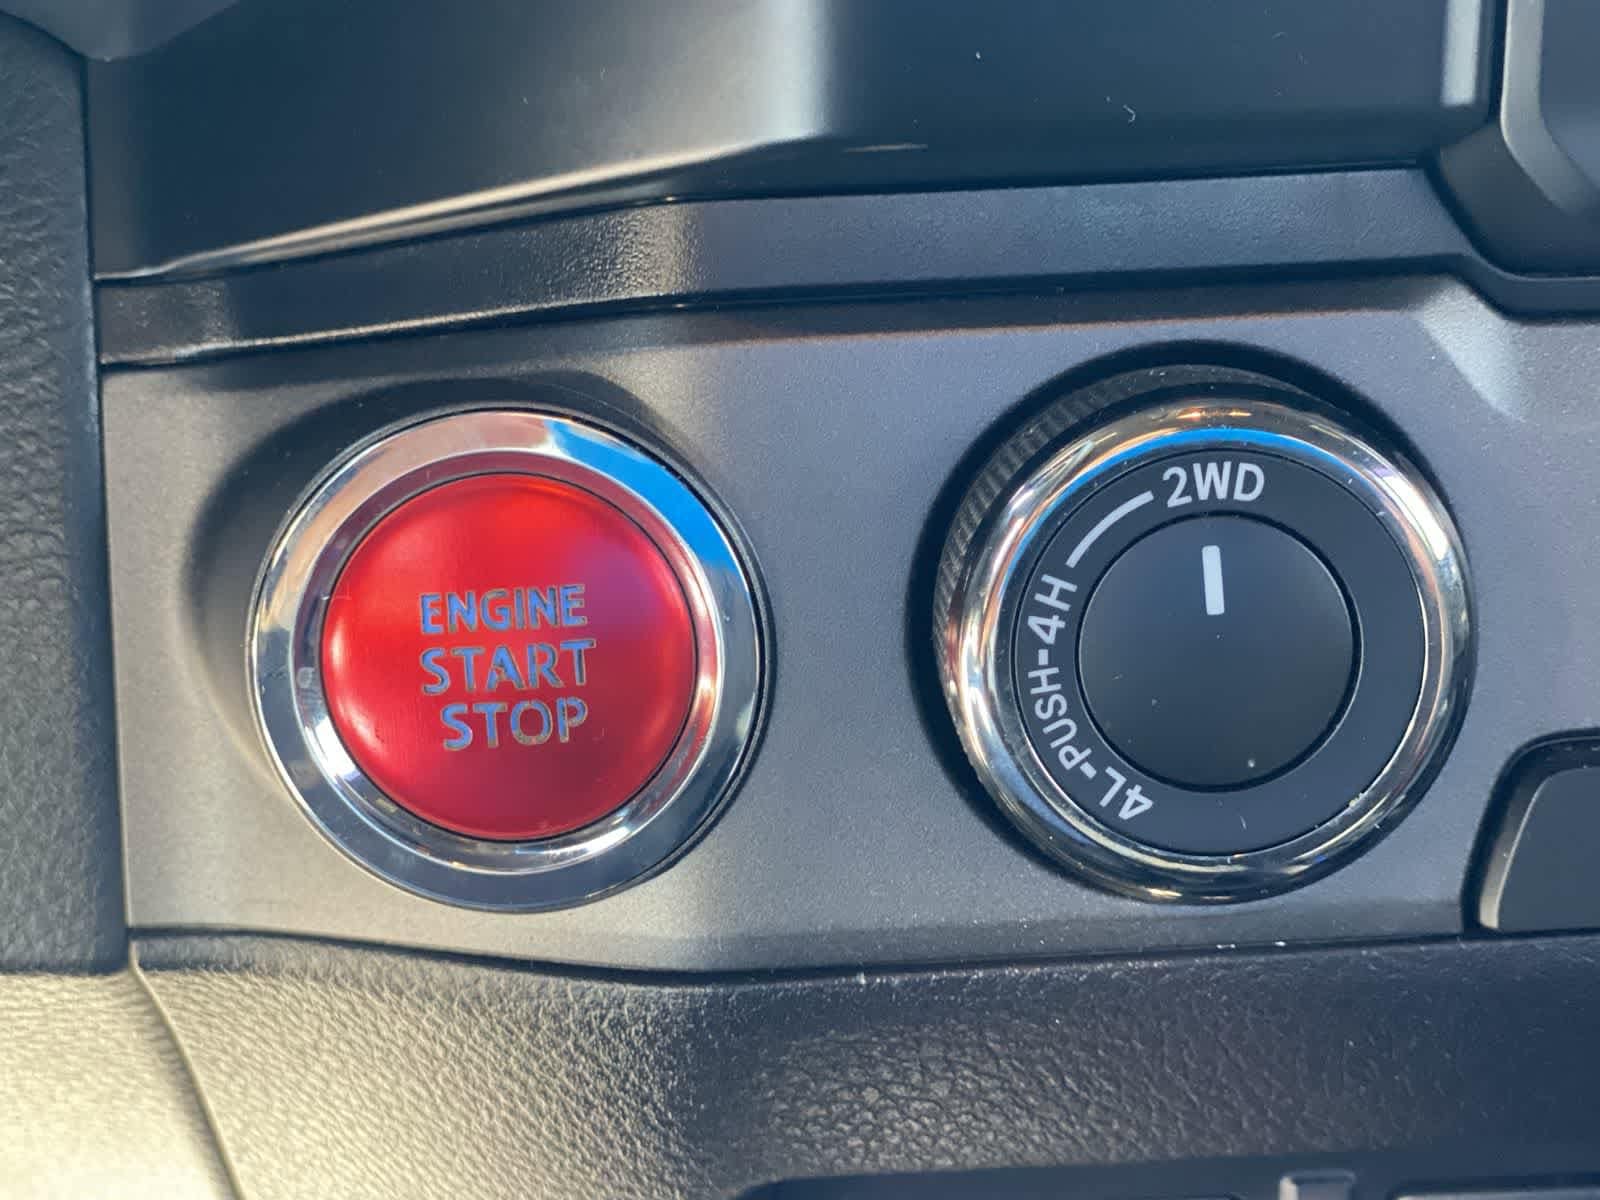 ENGINE
START
STOP
2WD
4H
4L-PUSH-